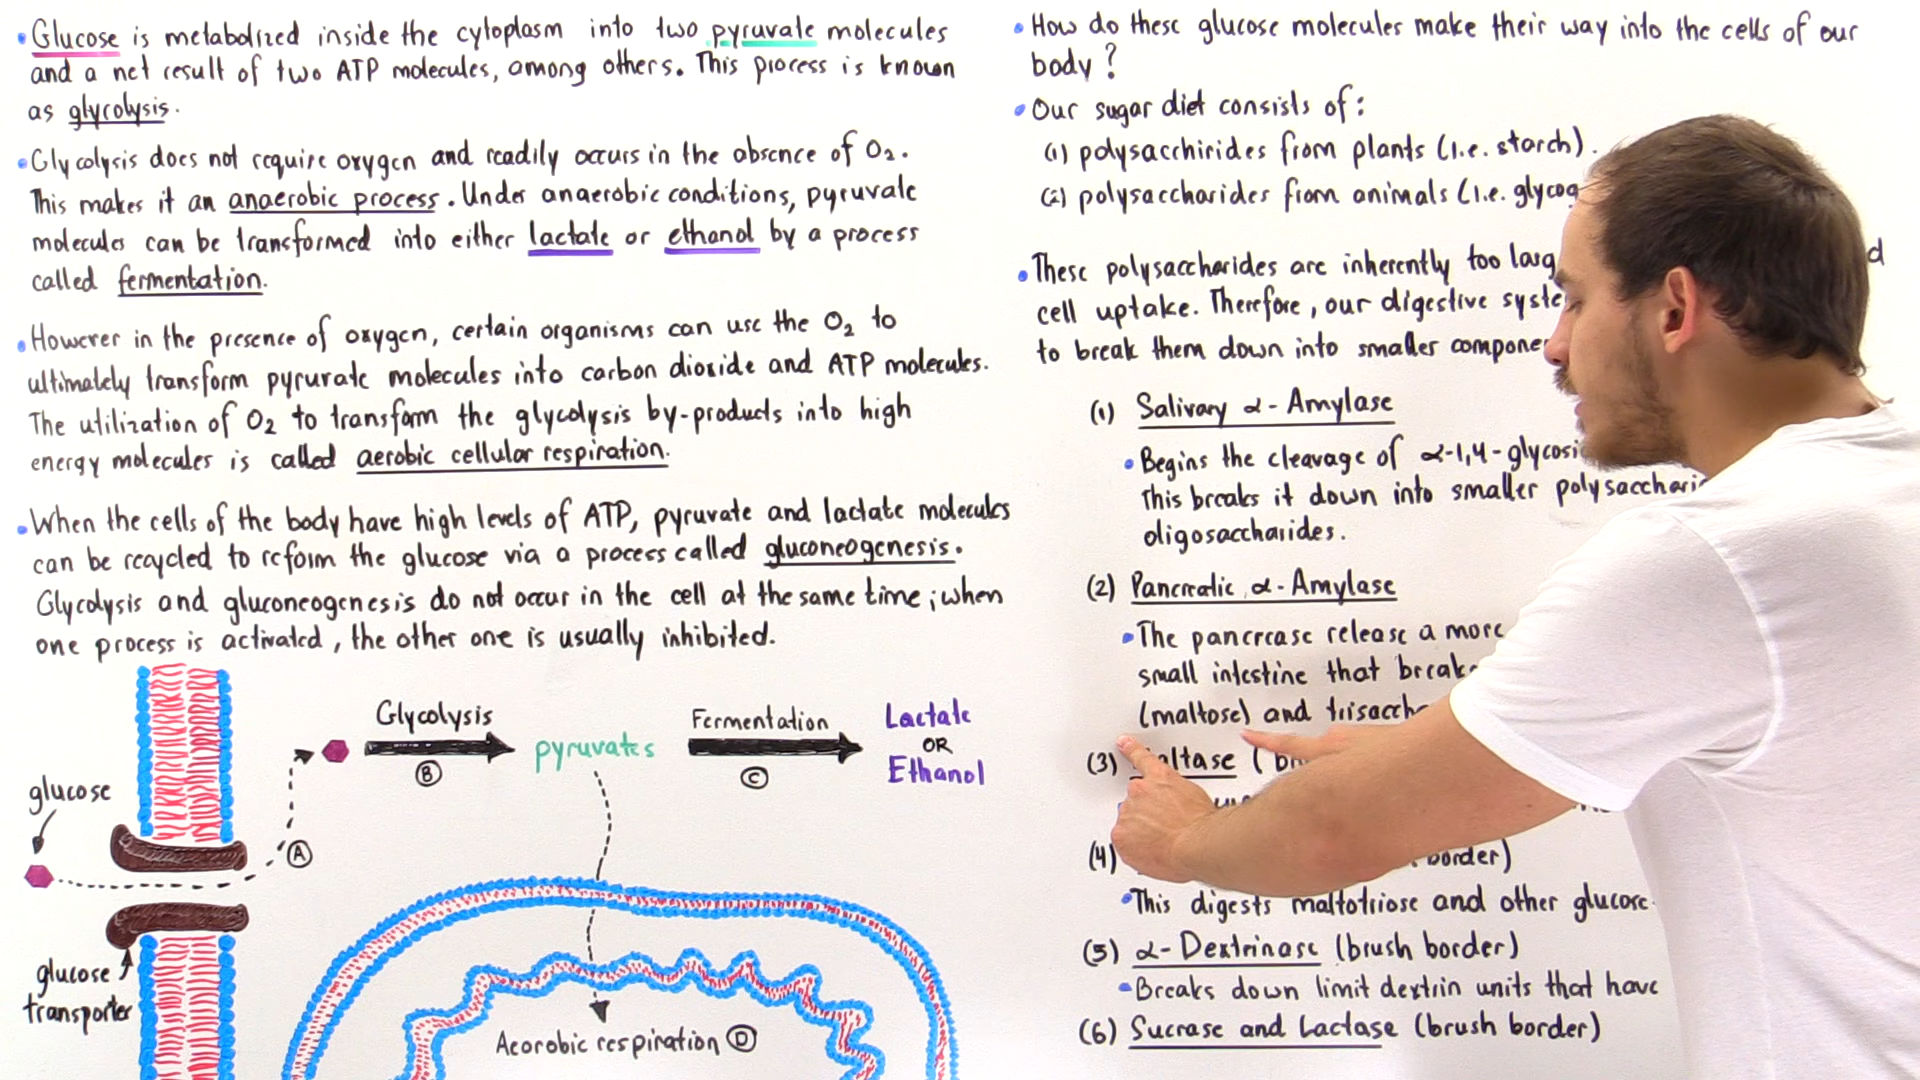 • Glucose is metabolized inside the cytoplasm into two pyruvate molecules
and a net result of two ATP molecules, among others. This process is known
as glycolysis.
• Glycolysis does not require oxygen and readily occurs in the absence of O₂.
This makes it an anaerobic process. Under anaerobic conditions, pyruvate
molecules can be transformed into either lactate or ethanol by a process
called fermentation.
• However in the presence of oxygen, certain organisms can use the O₂ to
ultimately transform pyruvate molecules into carbon dioxide and ATP molecules.
The utilization of O₂ to transform the glycolysis by-products into high
energy molecules is called aerobic cellular respiration.
• When the cells of the body have high levels of ATP, pyruvate and lactate molecules
can be recycled to reform the glucose via a process called gluconeogenesis.
Glycolysis and gluconeogenesis do not occur in the cell at the same time; when
one process is activated, the other one is usually inhibited.
glucose
A
Glycolysis
B
pyruvates
Fermentation
C
Lactate
OR
Ethanol
glucose
transporter
Aerobic respiration D
• How do these glucose molecules make their way into the cells of our
body?
• Our sugar diet consists of:
(1) polysacchirides from plants (i.e. starch).
(2) polysaccharides from animals (i.e.
• These polysaccharides are inherently too
cell uptake. Therefore, our digestive
to break them down into smaller
(1) Salivary α-Amylase
• Begins the cleavage of α-1,4-
This breaks it down into smaller
oligosaccharides.
(2) Pancreatic α-Amylase
• The pancrease release a more
small intestine that
(maltose) and
(3)
(4) border)
• This digests maltotriose and other glucose
(5) α-Dextrinase (brush border)
• Breaks down limit dextrin units that have
(6) Sucrase and Lactase (brush border)